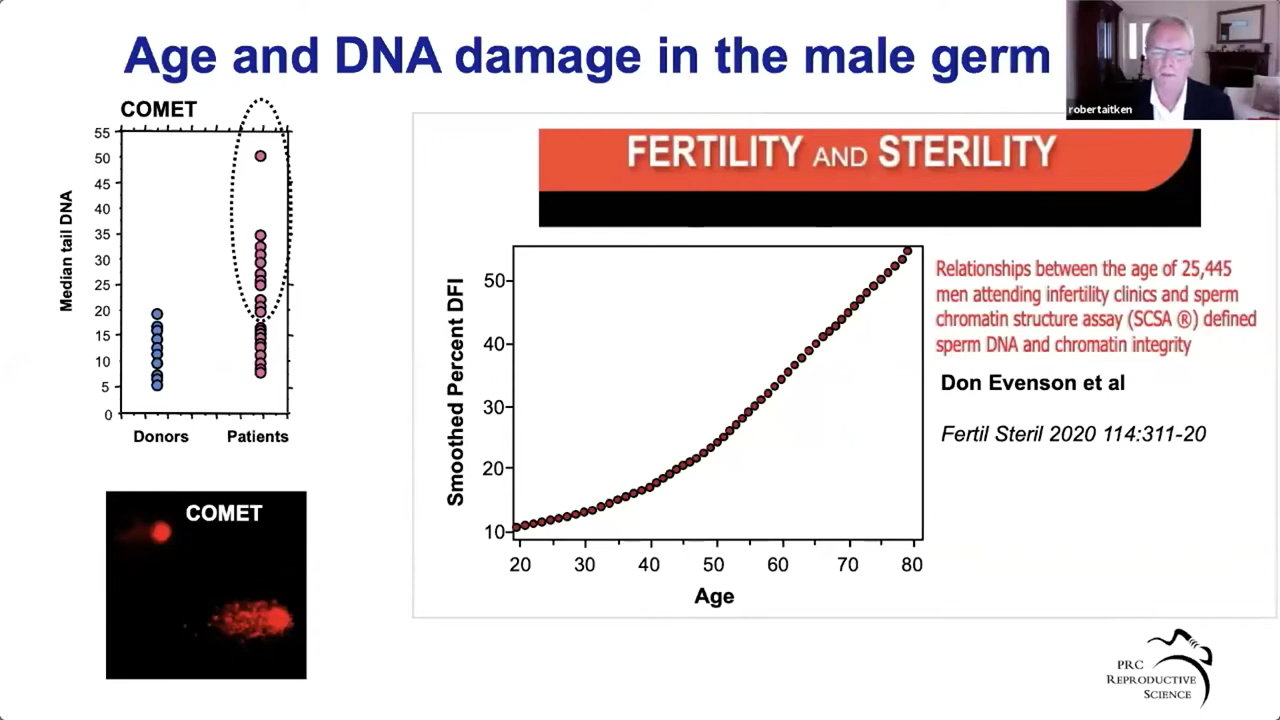 Age and DNA damage in the male germ
robertaitken
COMET
55
50
45
40
35
30
25
20
15
10
5
0
Median tail DNA
Donors Patients
COMET
FERTILITY AND STERILITY
50
40
30
20
10
Smoothed Percent DFI
20 30 40 50 60 70 80
Age
Relationships between the age of 25,445
men attending infertility clinics and sperm
chromatin structure assay (SCSA ®) defined
sperm DNA and chromatin integrity
Don Evenson et al
Fertil Steril 2020 114:311-20
PRC
REPRODUCTIVE
SCIENCE